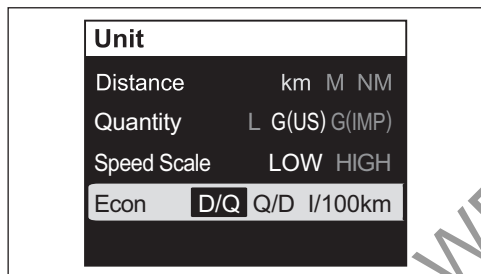 Unit
Distance km M NM
Quantity L G(US) G(IMP)
Speed Scale LOW HIGH
Econ D/Q Q/D l/100km